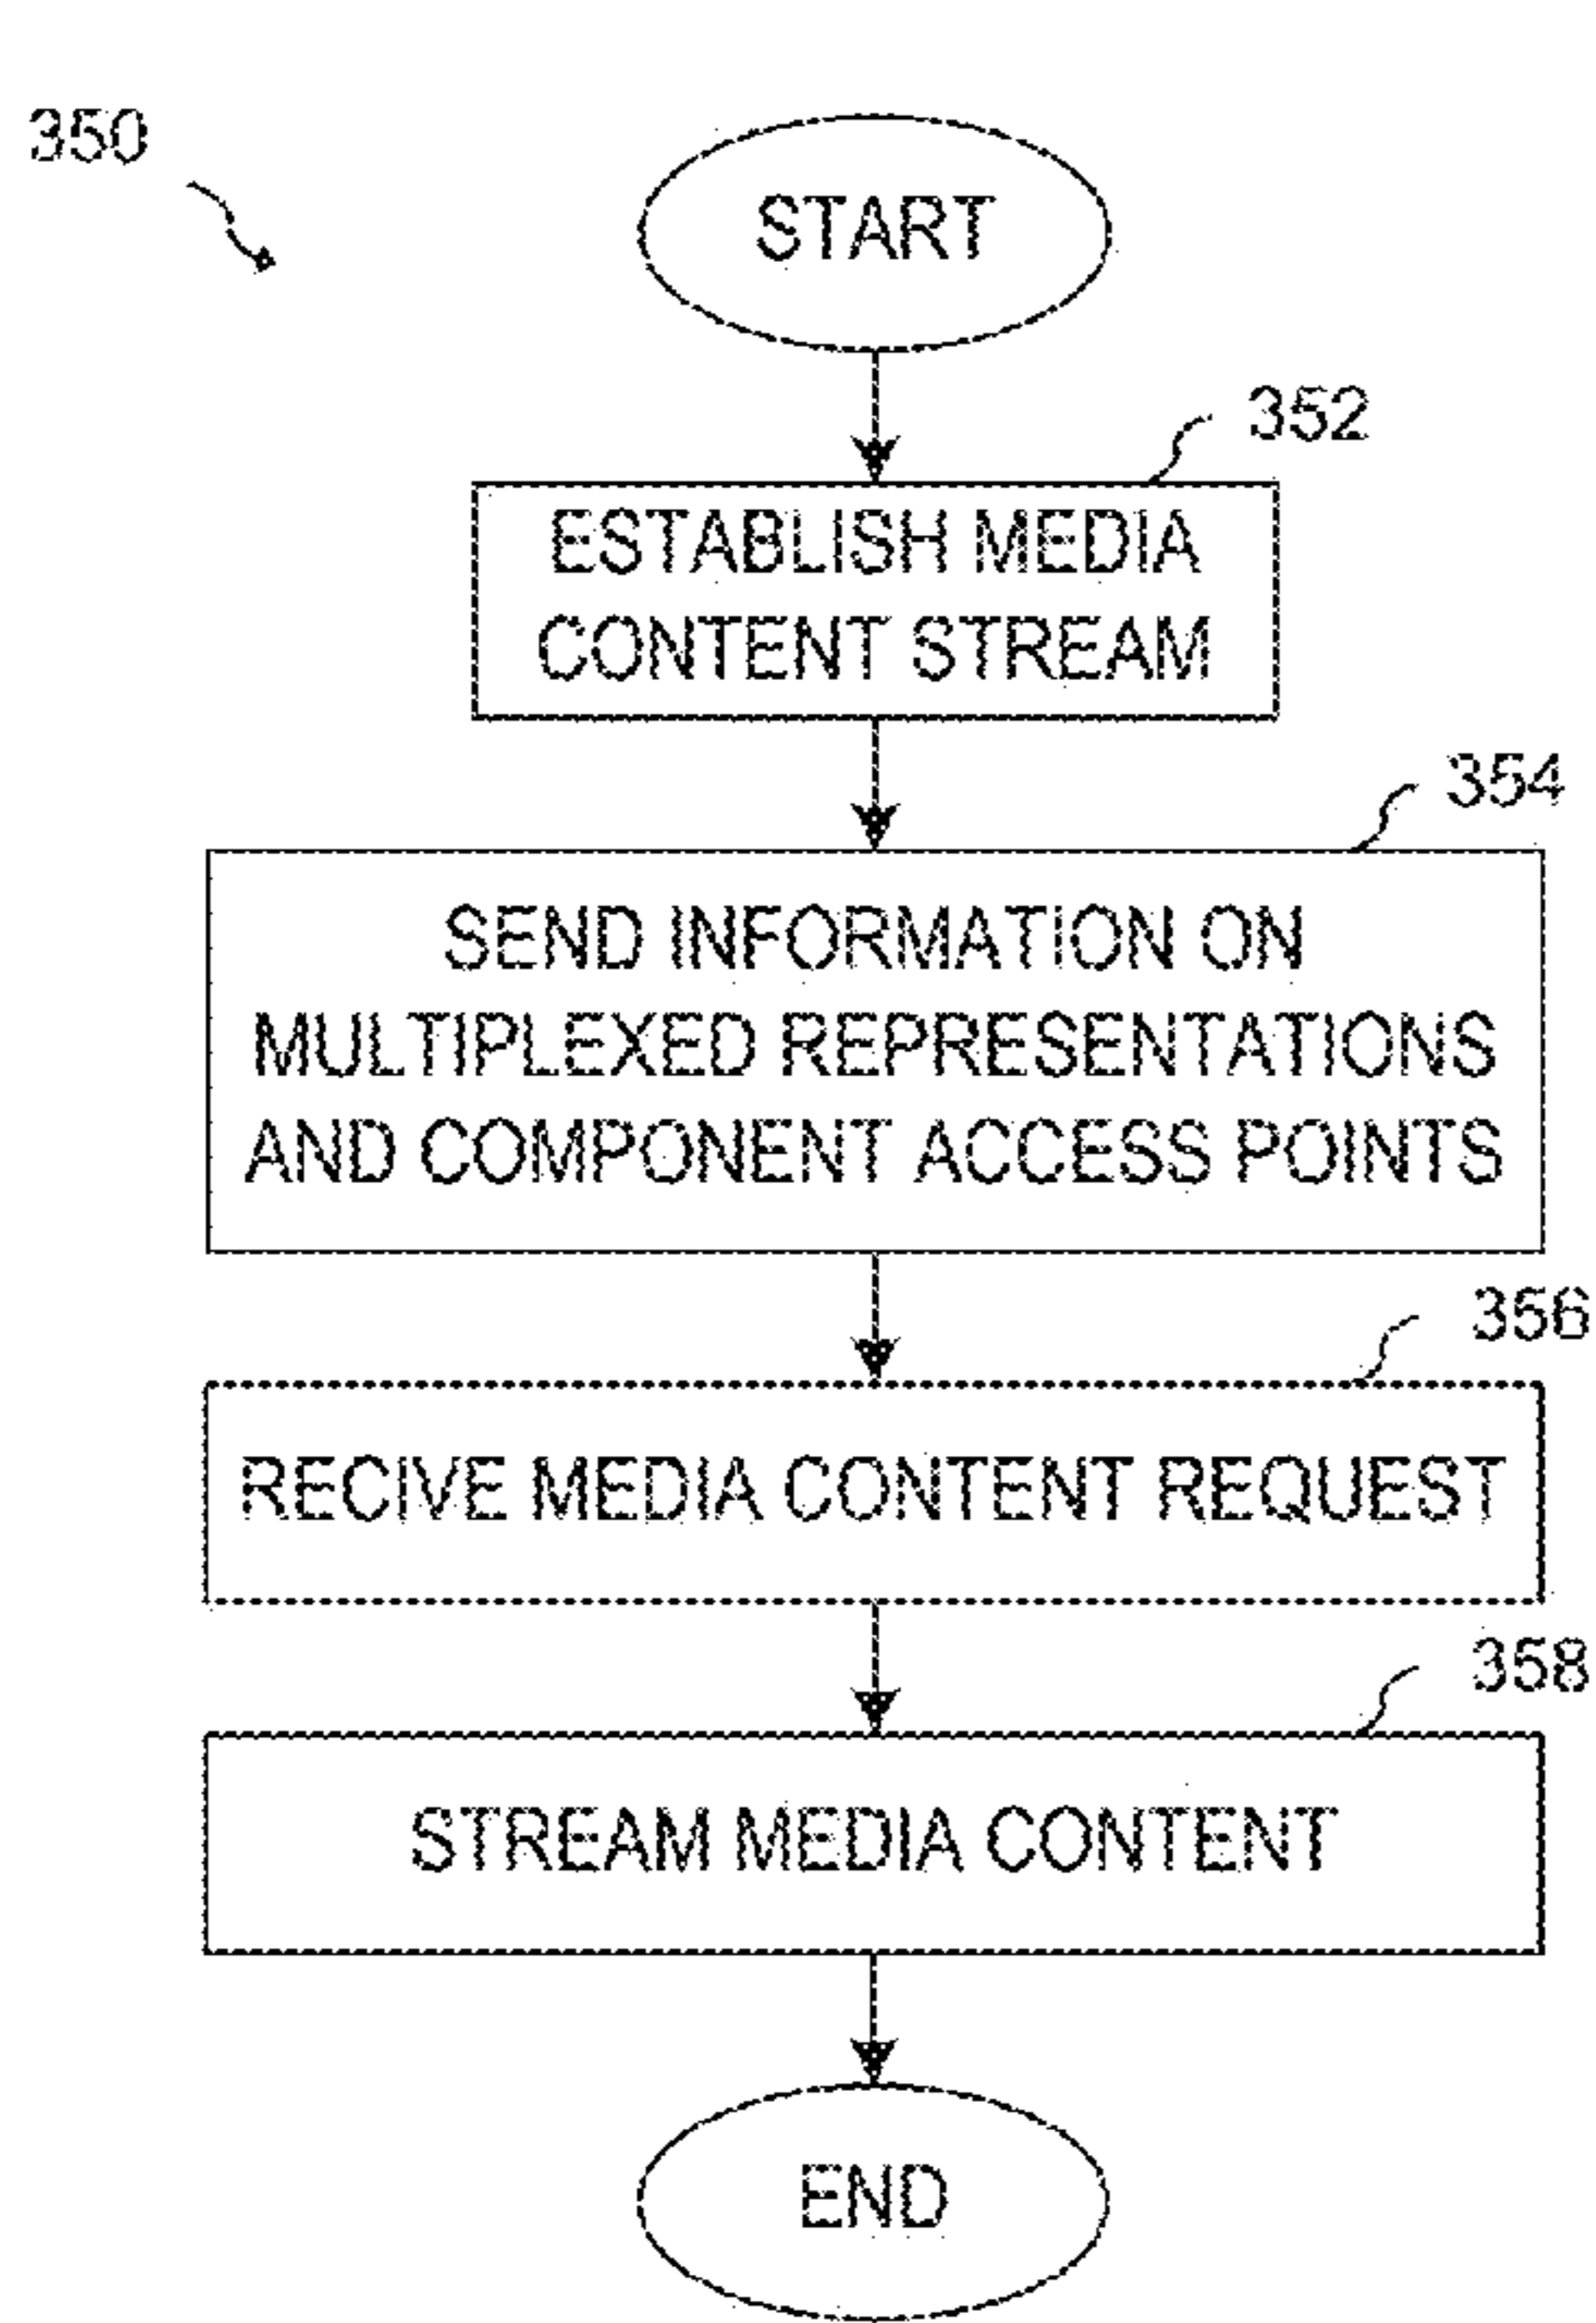 350
START
352
ESTABLISH MEDIA
CONTENT STREAM
354
SEND INFORMATION ON
MULTIPLEXED REPRESENTATIONS
AND COMPONENT ACCESS POINTS
356
RECIVE MEDIA CONTENT REQUEST
358
STREAM MEDIA CONTENT
END